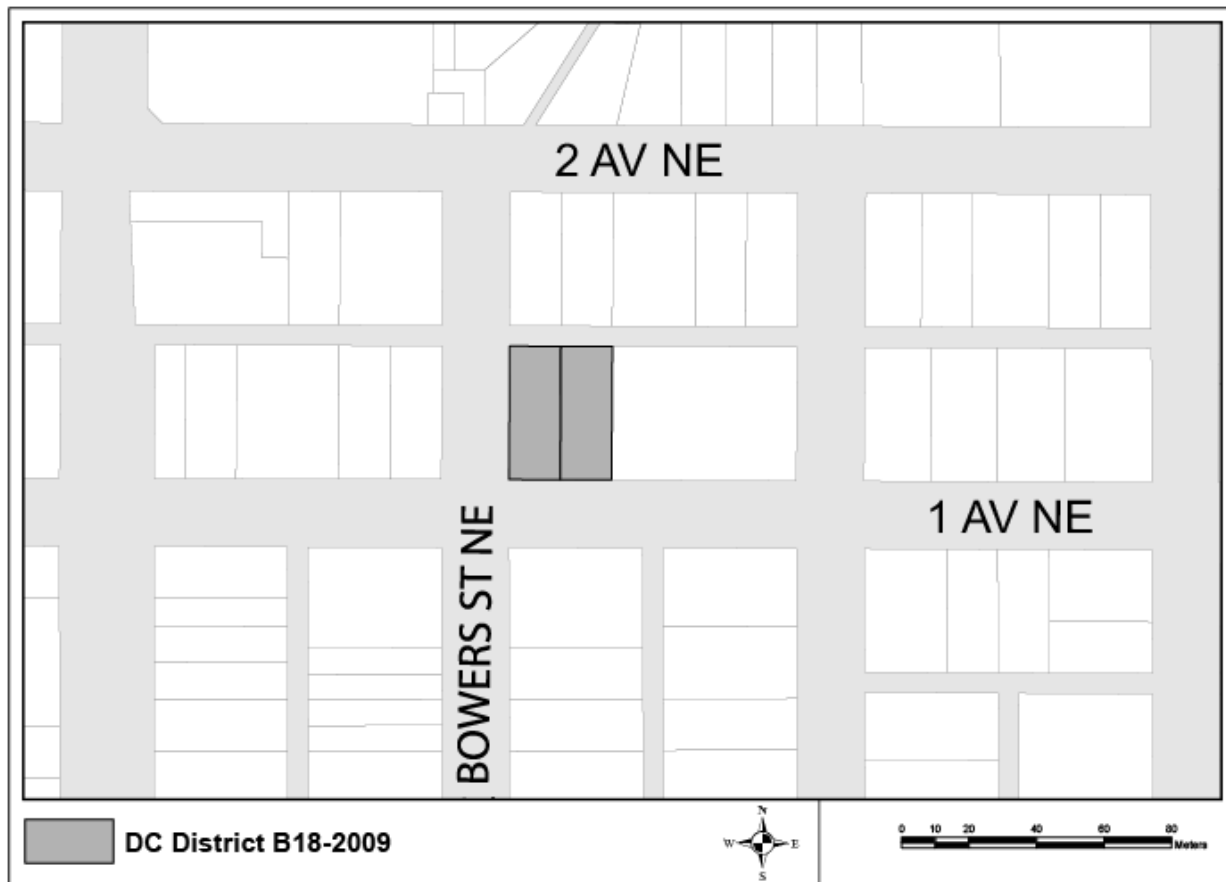 2 AV NE
1 AV NE
BOWERS ST NE
DC District B18-2009
N
W E
S
0 10 20 40 60 80
Meters